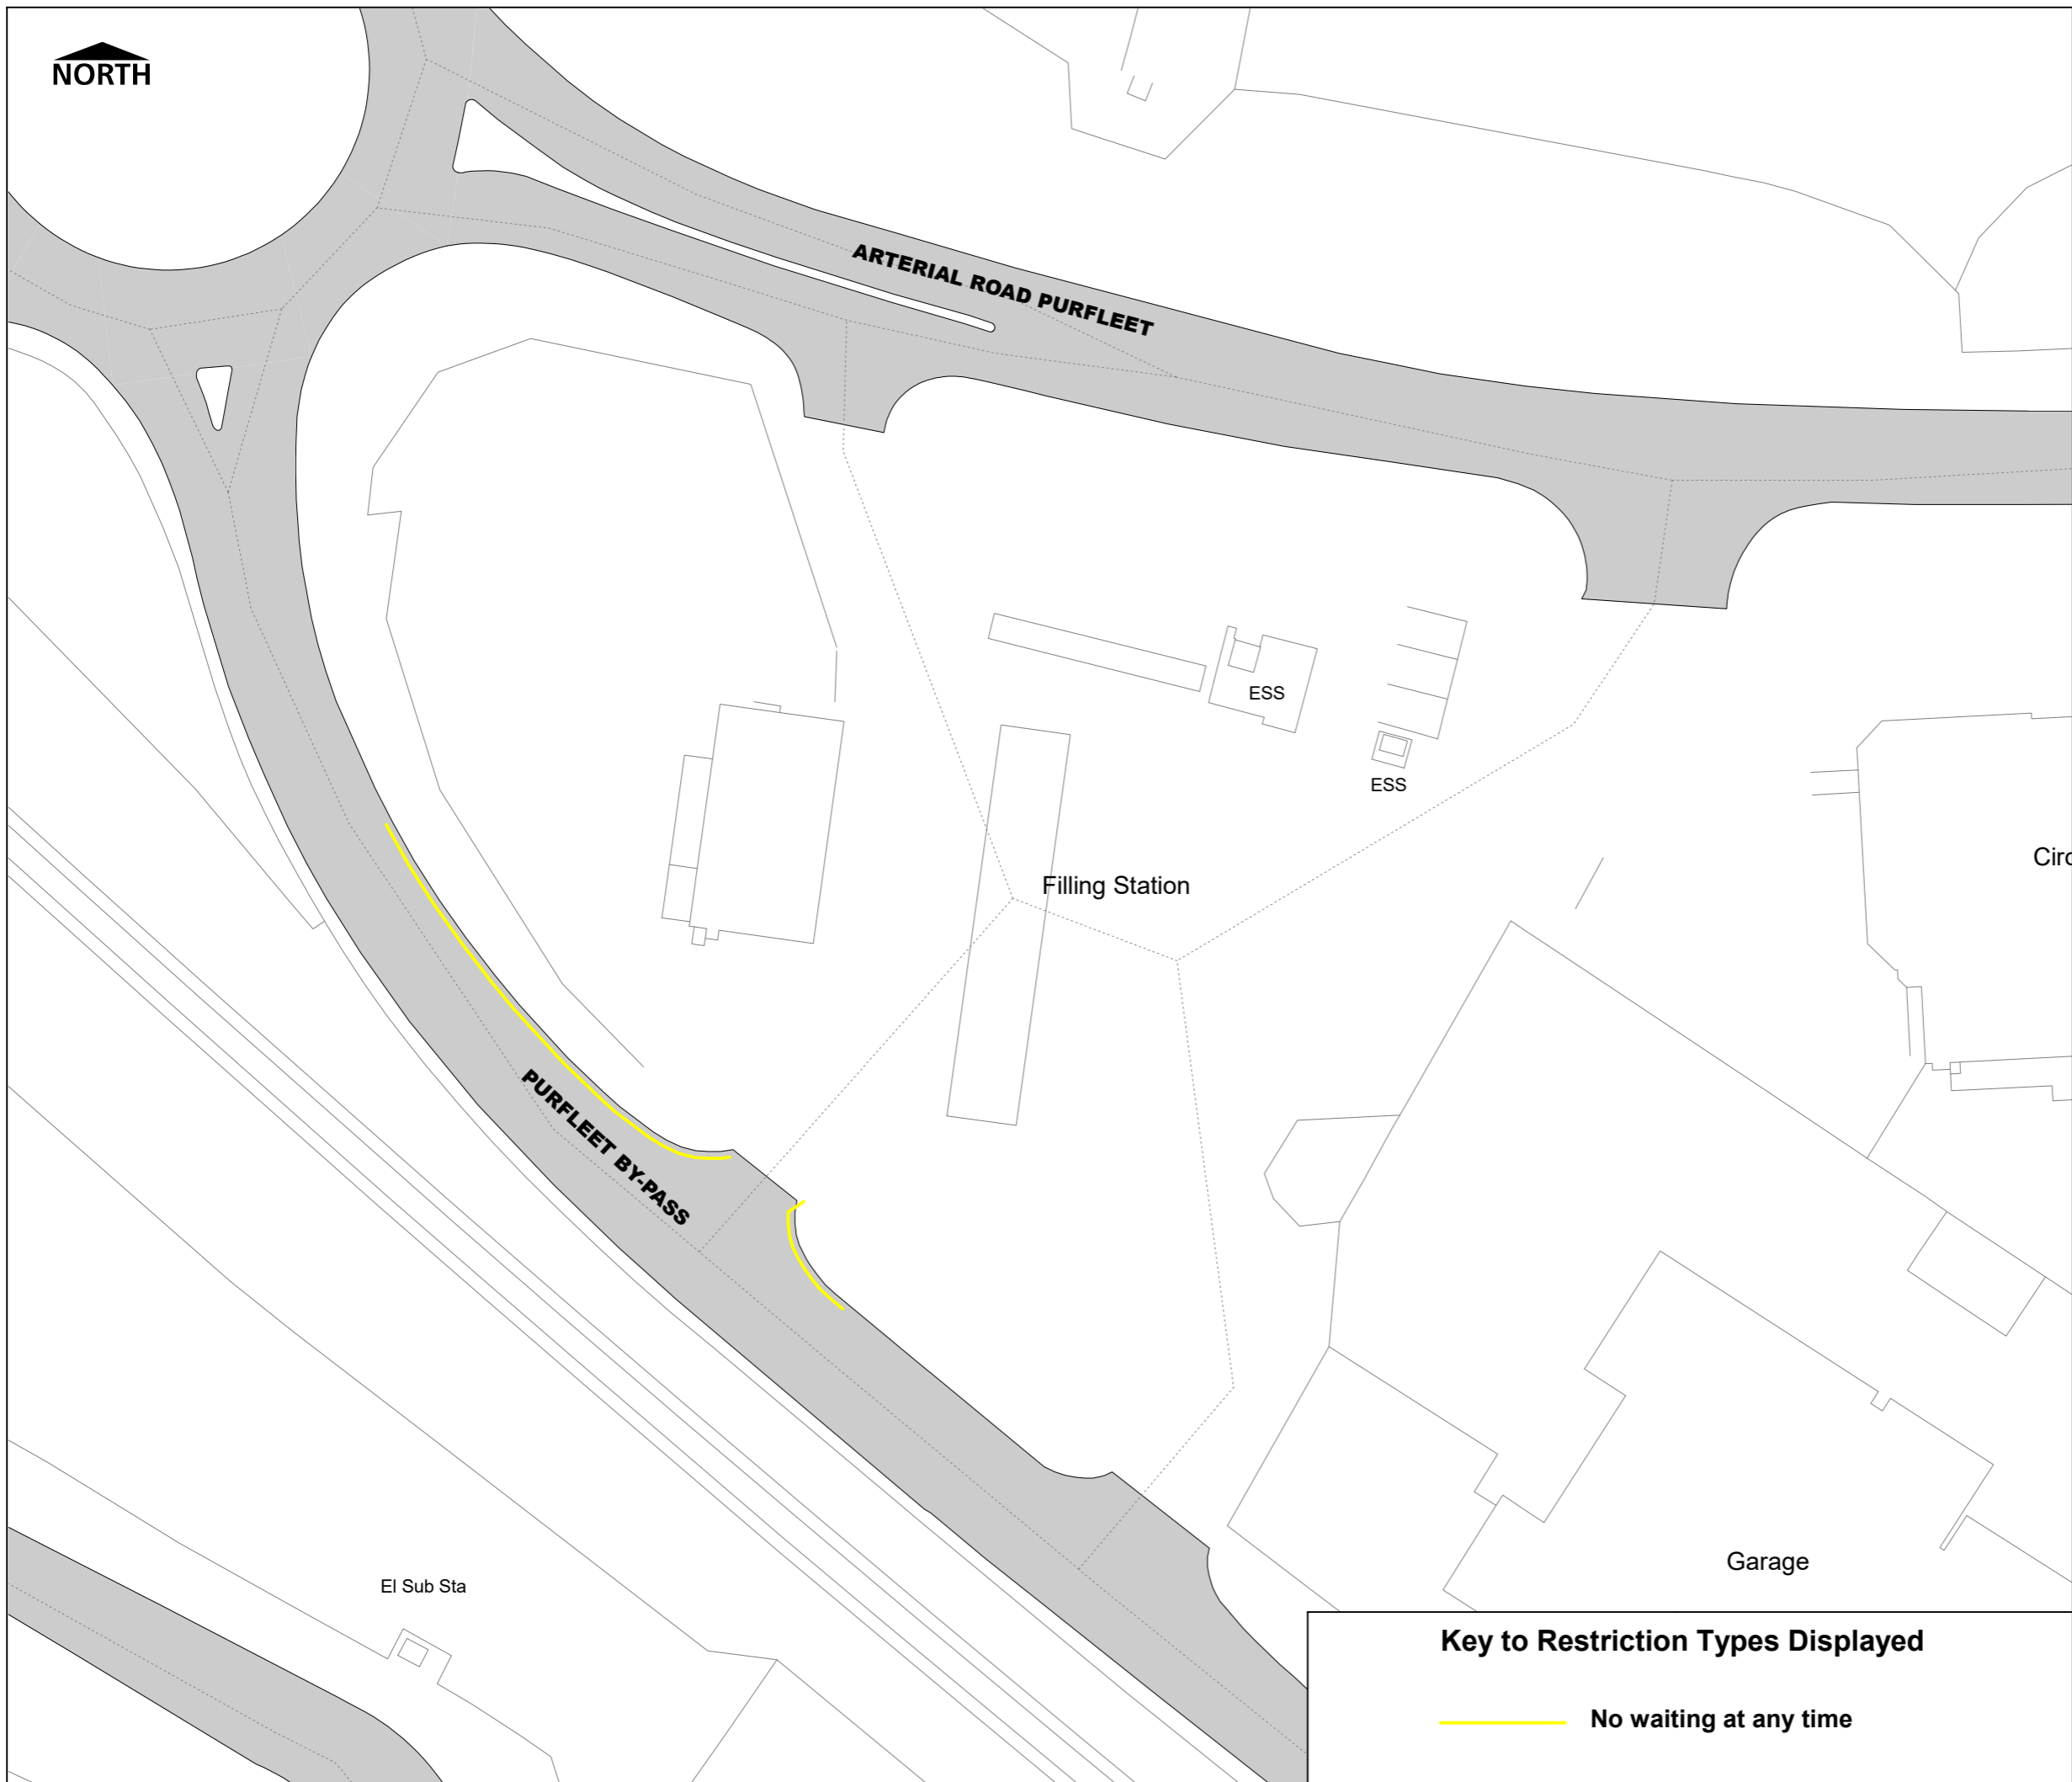 NORTH
ARTERIAL ROAD PURFLEET
ESS
ESS
Circ
Filling Station
PURFLEET BY-PASS
Garage
El Sub Sta
Key to Restriction Types Displayed
No waiting at any time